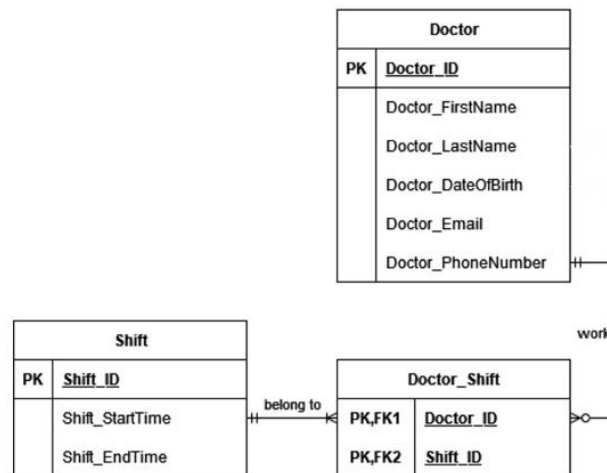 Doctor
PK Doctor_ID
Doctor_FirstName
Doctor_LastName
Doctor_DateOfBirth
Doctor_Email
Doctor_PhoneNumber
work
Shift
PK Shift_ID
Shift_StartTime
Shift_EndTime
belong to
Doctor_Shift
PK,FK1 Doctor_ID
PK,FK2 Shift_ID